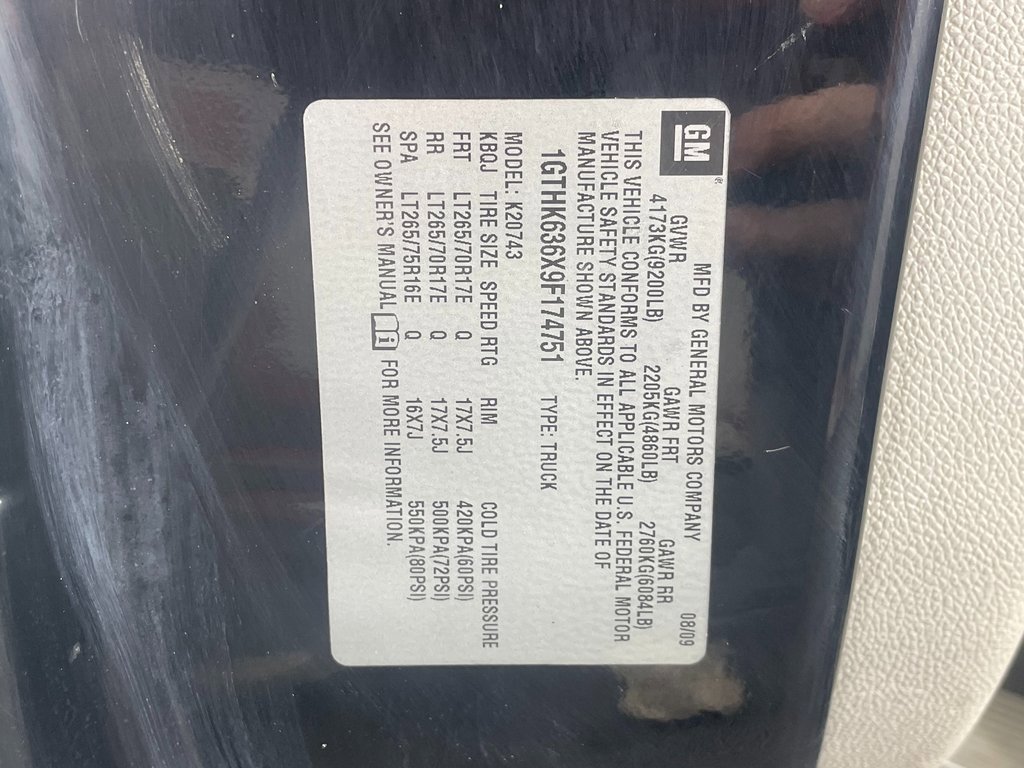 GM®
MFD BY GENERAL MOTORS COMPANY 08/09
GVWR GAWR FRT GAWR RR
4173KG(9200LB) 2205KG(4860LB) 2760KG(6084LB)
THIS VEHICLE CONFORMS TO ALL APPLICABLE U.S. FEDERAL MOTOR
VEHICLE SAFETY STANDARDS IN EFFECT ON THE DATE OF
MANUFACTURE SHOWN ABOVE.
1GTHK636X9F174751 TYPE: TRUCK
MODEL: K20743
KBQJ TIRE SIZE SPEED RTG RIM COLD TIRE PRESSURE
FRT LT265/70R17E Q 17X7.5J 420KPA(60PSI)
RR LT265/70R17E Q 17X7.5J 500KPA(72PSI)
SPA LT265/75R16E Q 16X7J 550KPA(80PSI)
SEE OWNER'S MANUAL i FOR MORE INFORMATION.